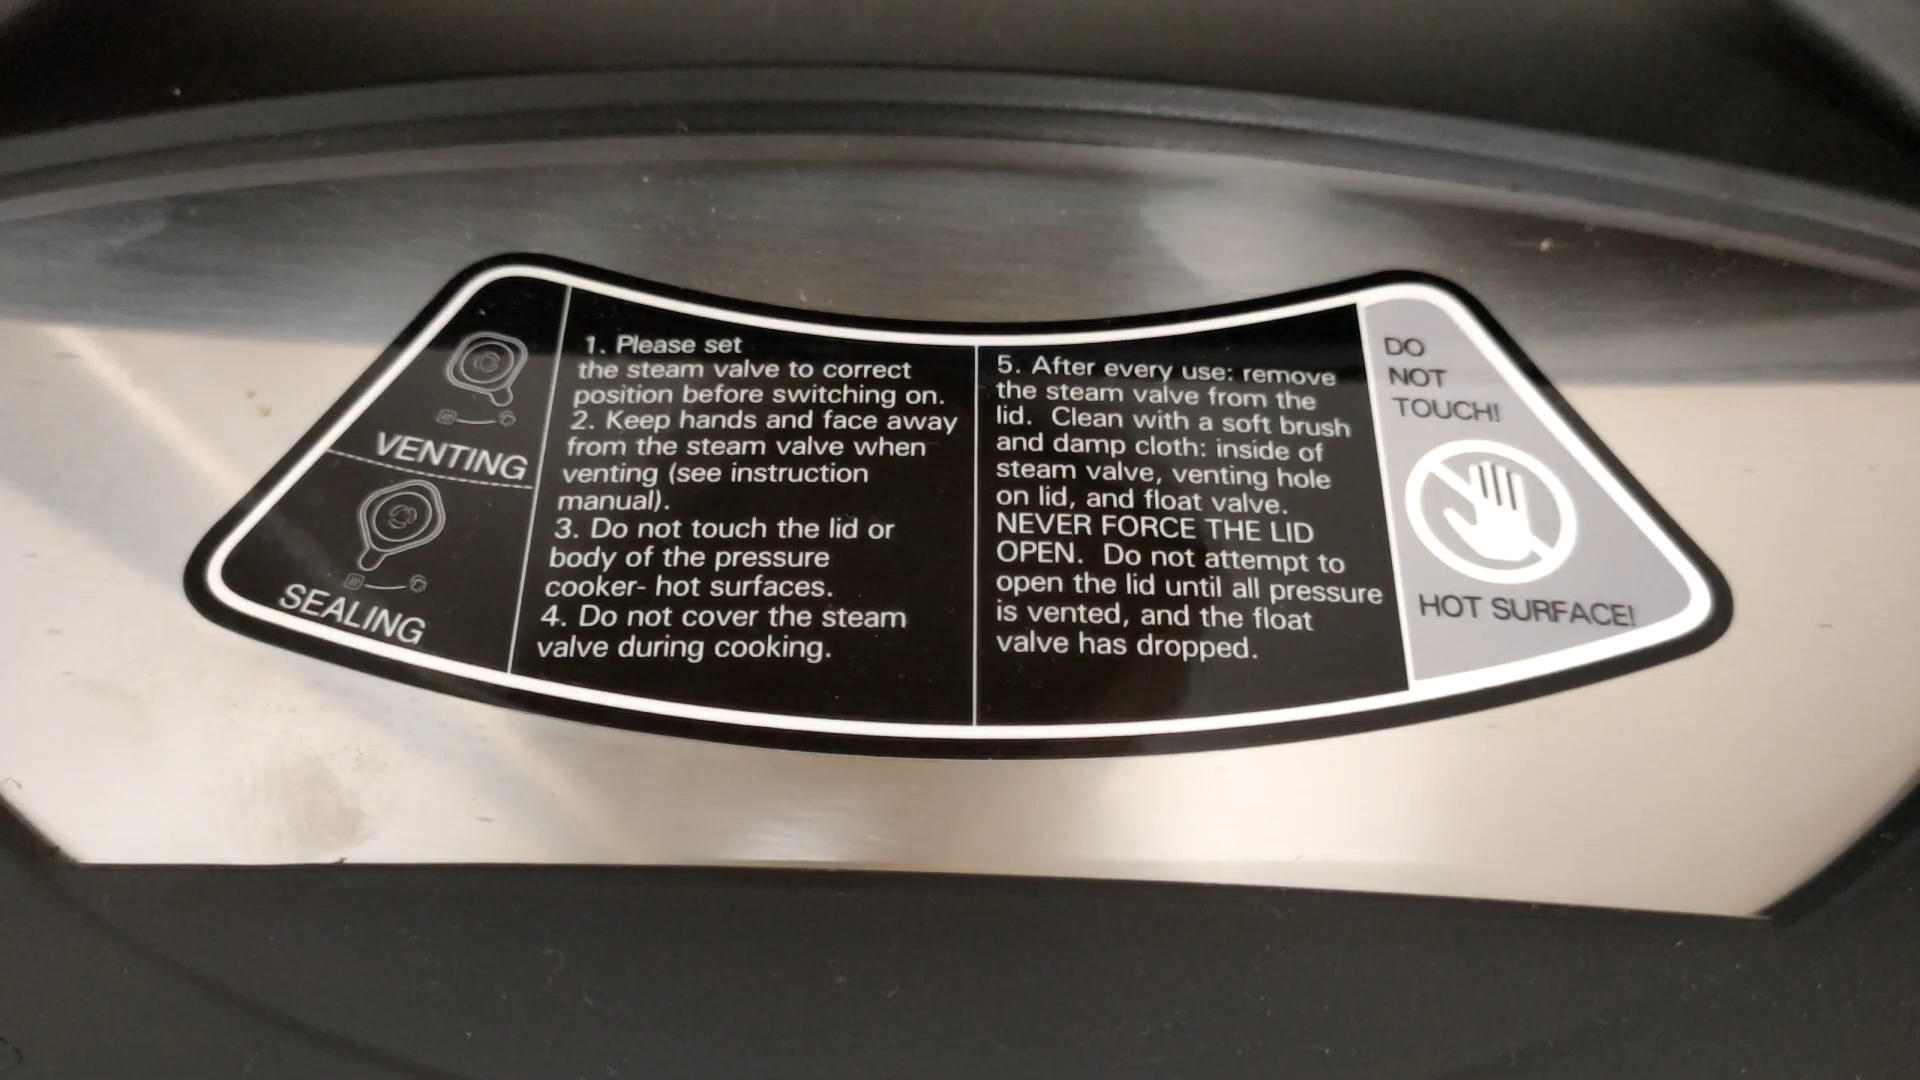 VENTING
SEALING
1. Please set
the steam valve to correct
position before switching on.
2. Keep hands and face away
from the steam valve when
venting (see instruction
manual).
3. Do not touch the lid or
body of the pressure
cooker- hot surfaces.
4. Do not cover the steam
valve during cooking.
5. After every use: remove
the steam valve from the
lid. Clean with a soft brush
and damp cloth: inside of
steam valve, venting hole
on lid, and float valve.
NEVER FORCE THE LID
OPEN. Do not attempt to
open the lid until all pressure
is vented, and the float
valve has dropped.
DO
NOT
TOUCH!
HOT SURFACE!